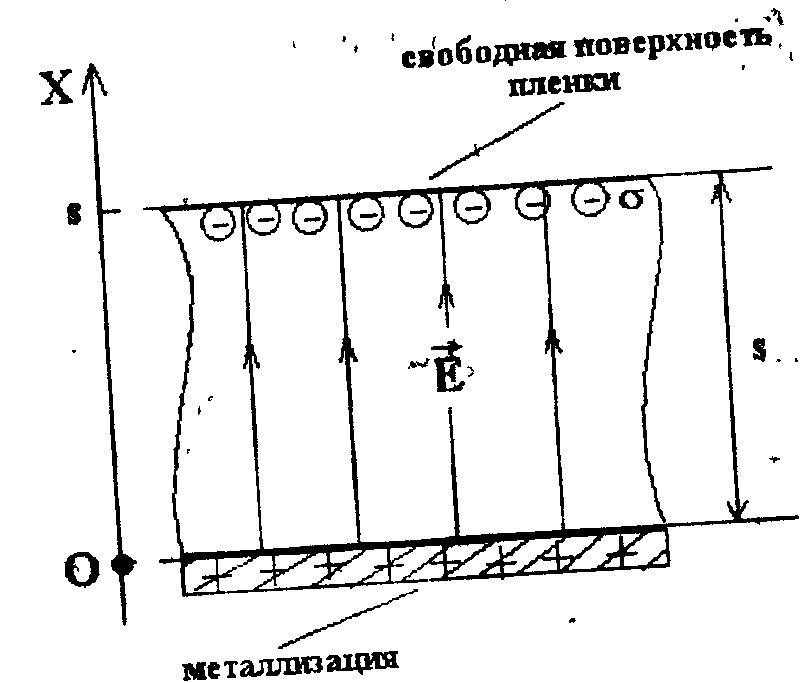 свободная поверхность
пленки
X
s
− − − − − − − − σ
E
s
O
+ + + + + + + +
металлизация